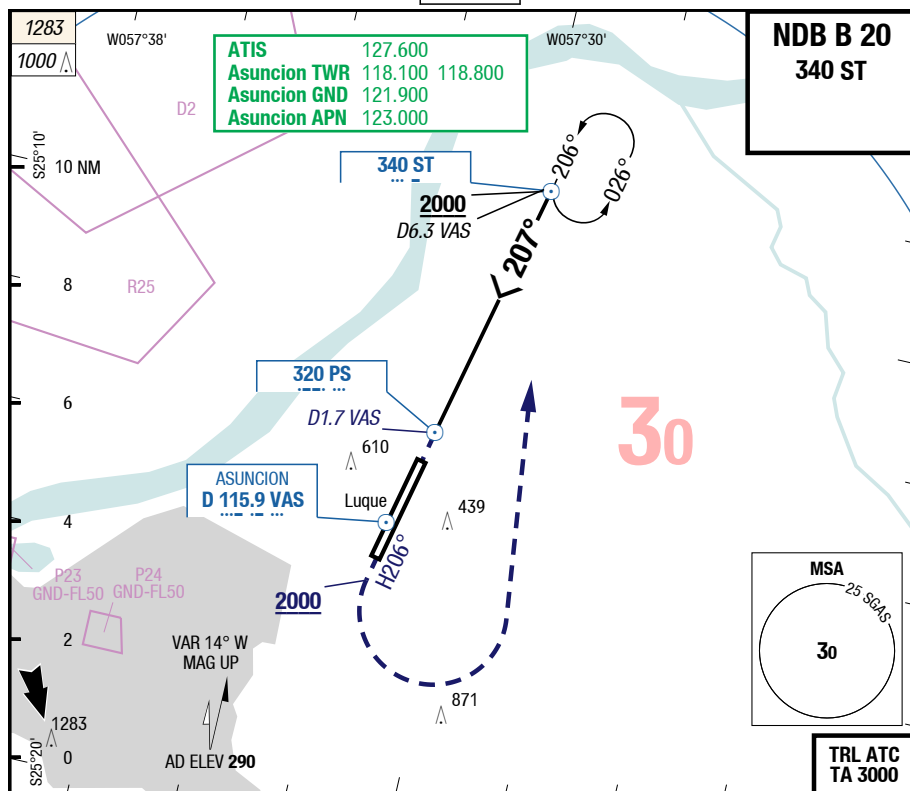 1283
1000
W057°38'
W057°30'
ATIS 127.600
Asuncion TWR 118.100 118.800
Asuncion GND 121.900
Asuncion APN 123.000
NDB B 20
340 ST
D2
S25°10'
10 NM
340 ST
2000
D6.3 VAS
206°
026°
207°
8
R25
6
320 PS
D1.7 VAS
30
610
ASUNCION
D 115.9 VAS
Luque
439
4
H206°
P23
GND-FL50
P24
GND-FL50
2000
MSA
25 SGAS
30
2
VAR 14° W
MAG UP
871
1283
S25°20'
0
AD ELEV 290
TRL ATC
TA 3000